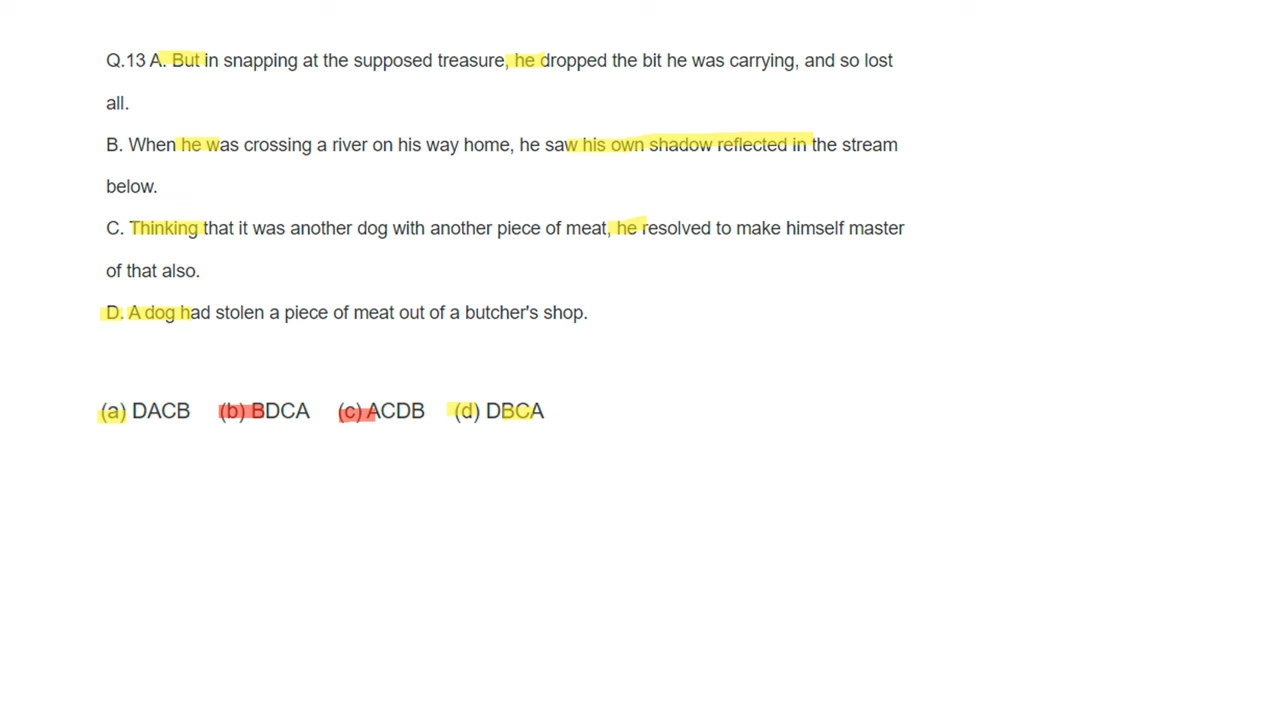 Q.13 A. But in snapping at the supposed treasure, he dropped the bit he was carrying, and so lost
all.
B. When he was crossing a river on his way home, he saw his own shadow reflected in the stream
below.
C. Thinking that it was another dog with another piece of meat, he resolved to make himself master
of that also.
D. A dog had stolen a piece of meat out of a butcher's shop.
(a) DACB (b) BDCA (c) ACDB (d) DBCA